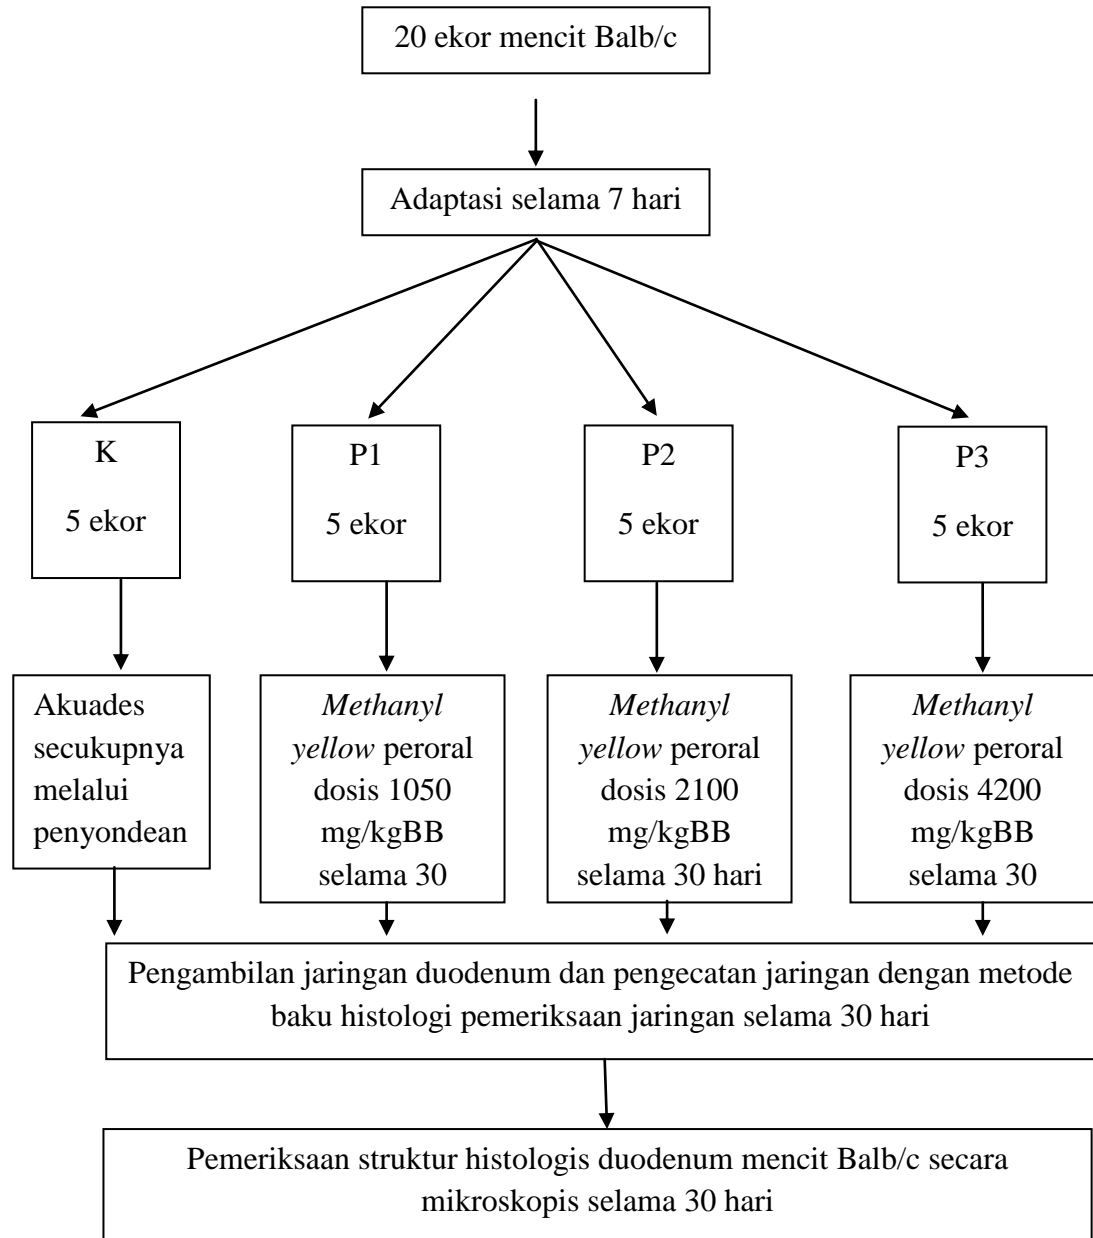 20 ekor mencit Balb/c
Adaptasi selama 7 hari
K
5 ekor
P1
5 ekor
P2
5 ekor
P3
5 ekor
Akuades
secukupnya
melalui
penyondean
Methanyl
yellow peroral
dosis 1050
mg/kgBB
selama 30
Methanyl
yellow peroral
dosis 2100
mg/kgBB
selama 30 hari
Methanyl
yellow peroral
dosis 4200
mg/kgBB
selama 30
Pengambilan jaringan duodenum dan pengecatan jaringan dengan metode
baku histologi pemeriksaan jaringan selama 30 hari
Pemeriksaan struktur histologis duodenum mencit Balb/c secara
mikroskopis selama 30 hari